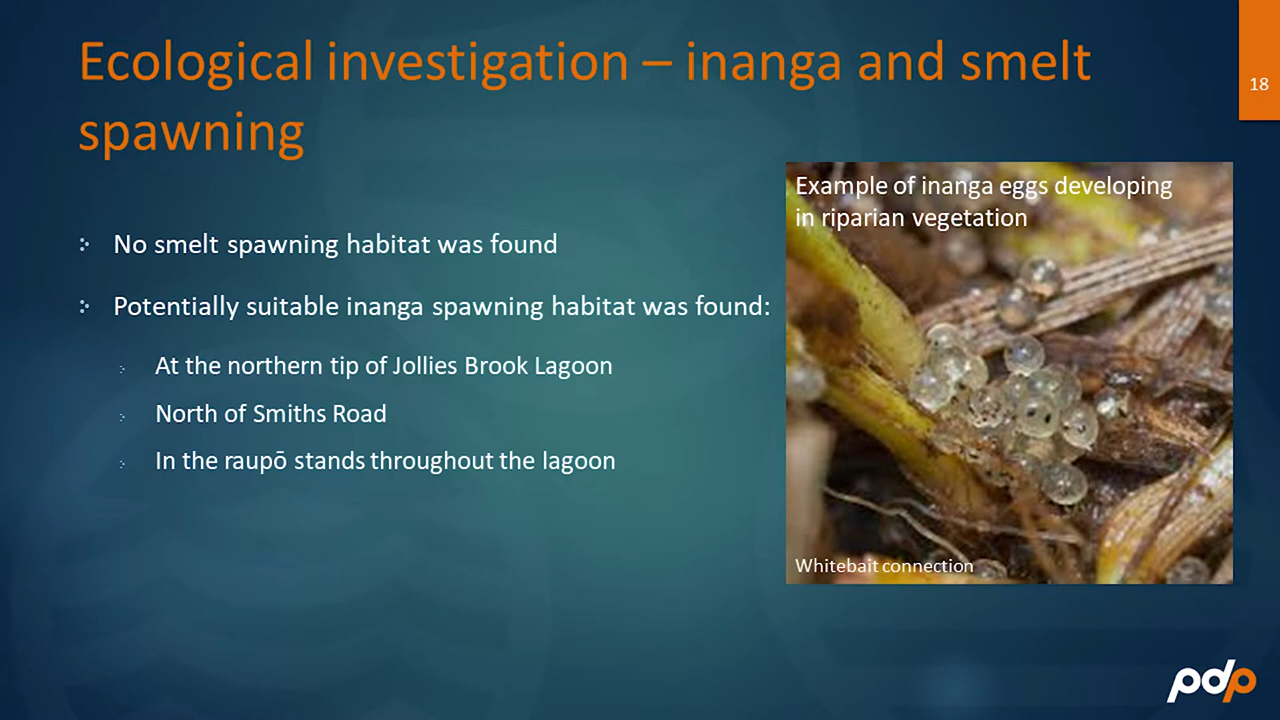 Ecological investigation – inanga and smelt
spawning
18
No smelt spawning habitat was found
Potentially suitable inanga spawning habitat was found:
At the northern tip of Jollies Brook Lagoon
North of Smiths Road
In the raupō stands throughout the lagoon
Example of inanga eggs developing
in riparian vegetation
Whitebait connection
pdp